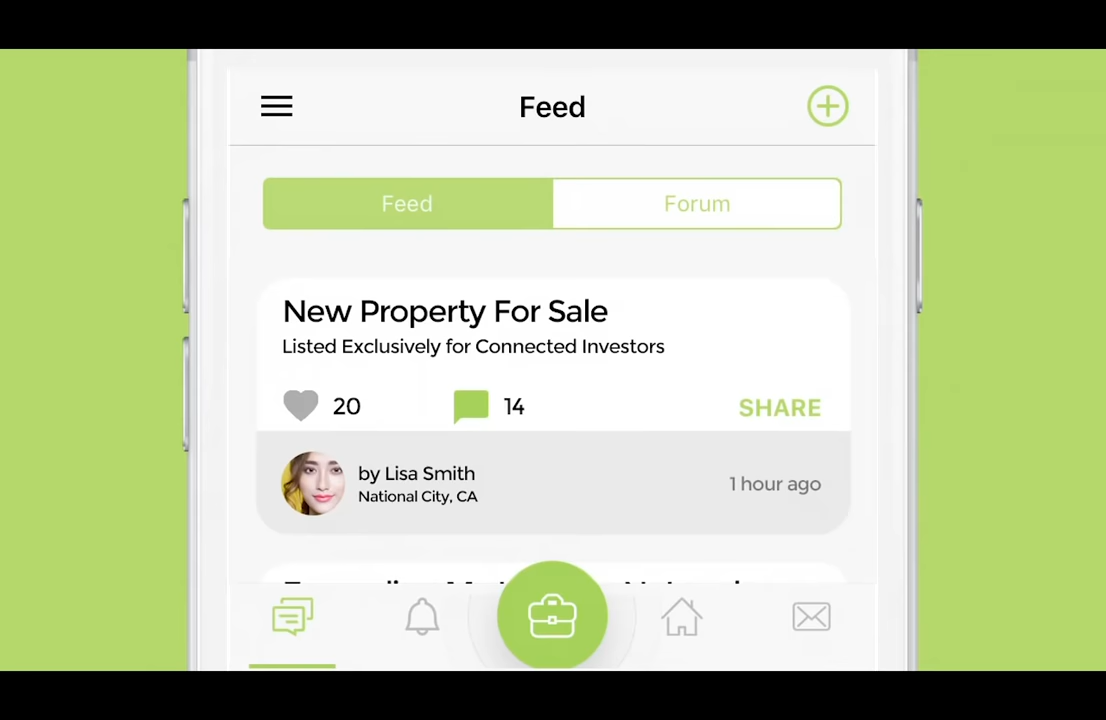 Feed
Feed
Forum
New Property For Sale
Listed Exclusively for Connected Investors
20
14
SHARE
by Lisa Smith
National City, CA
1 hour ago